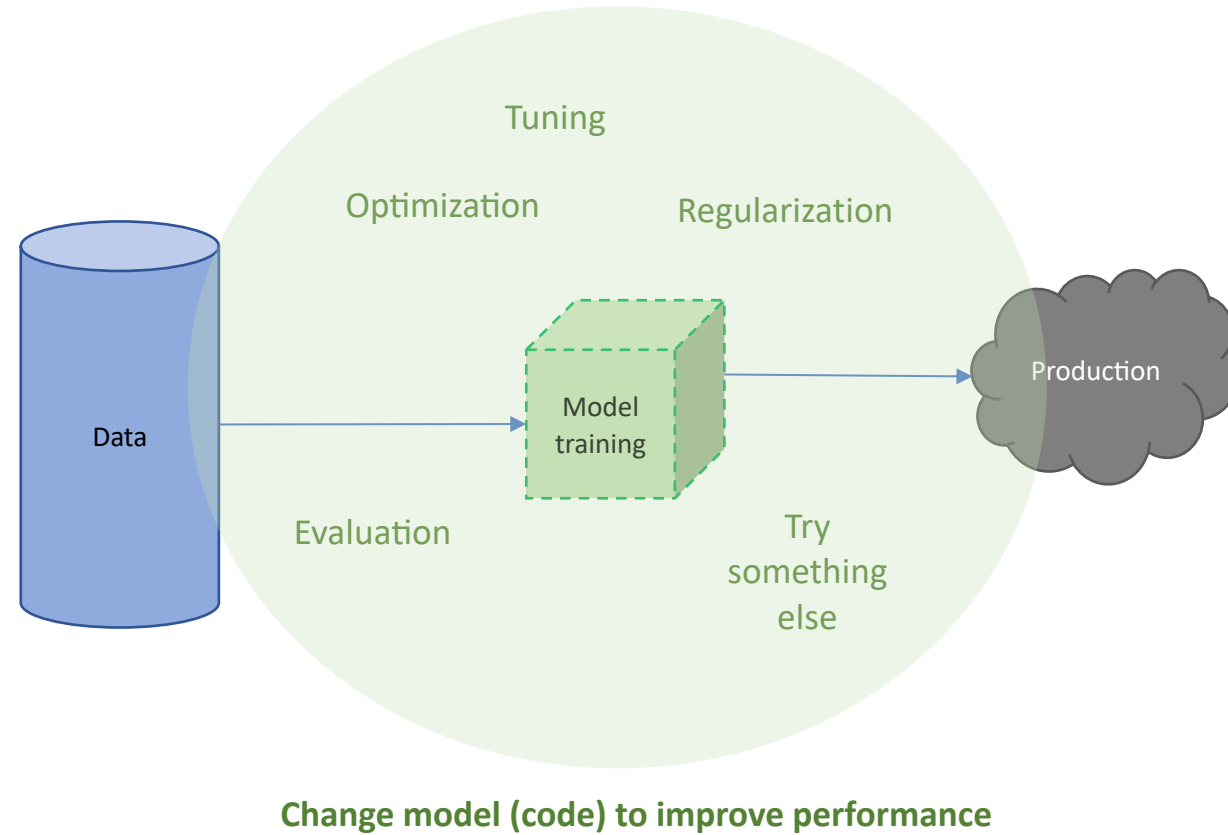 Tuning
Optimization
Regularization
Production
Model
training
Data
Evaluation
Try
something
else
Change model (code) to improve performance